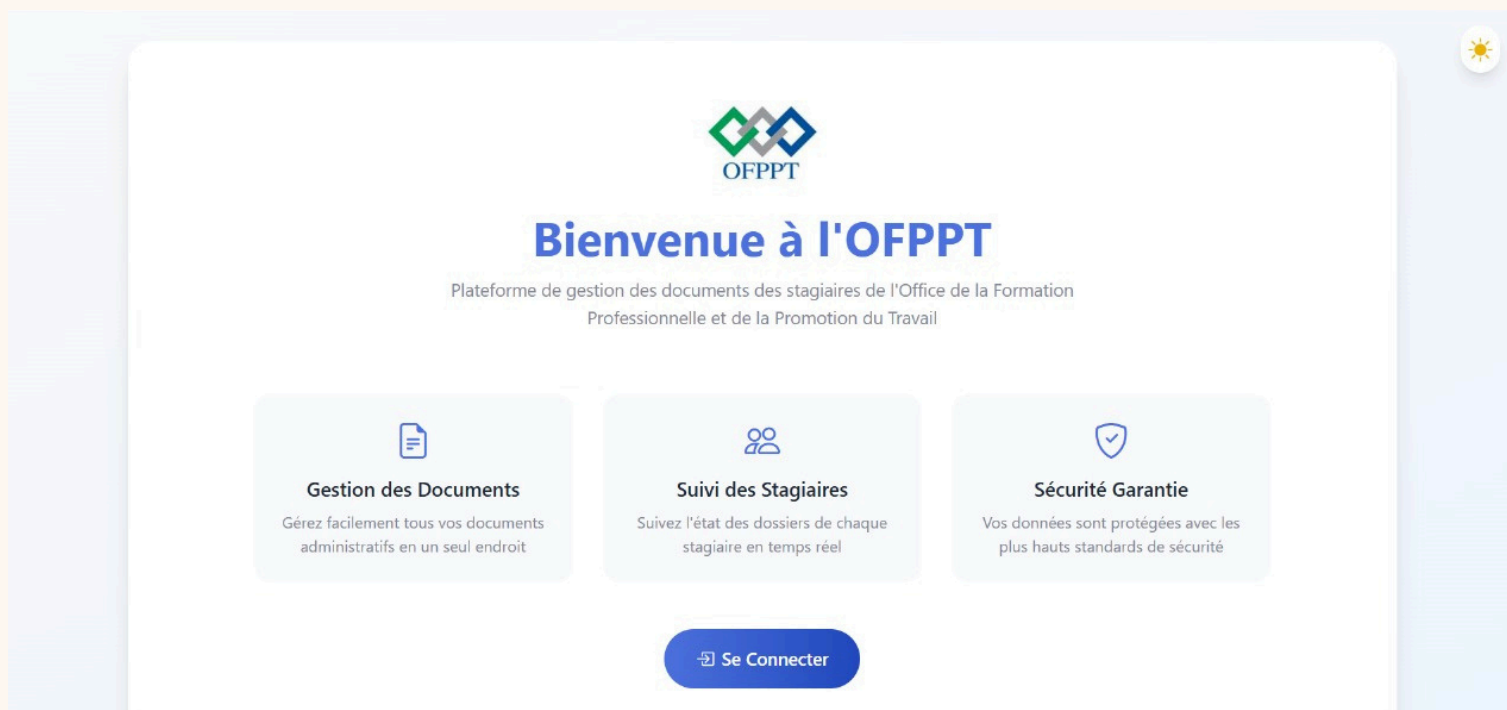 OFPPT
Bienvenue à l'OFPPT
Plateforme de gestion des documents des stagiaires de l'Office de la Formation
Professionnelle et de la Promotion du Travail
Gestion des Documents
Gérez facilement tous vos documents
administratifs en un seul endroit
Suivi des Stagiaires
Suivez l'état des dossiers de chaque
stagiaire en temps réel
Sécurité Garantie
Vos données sont protégées avec les
plus hauts standards de sécurité
Se Connecter